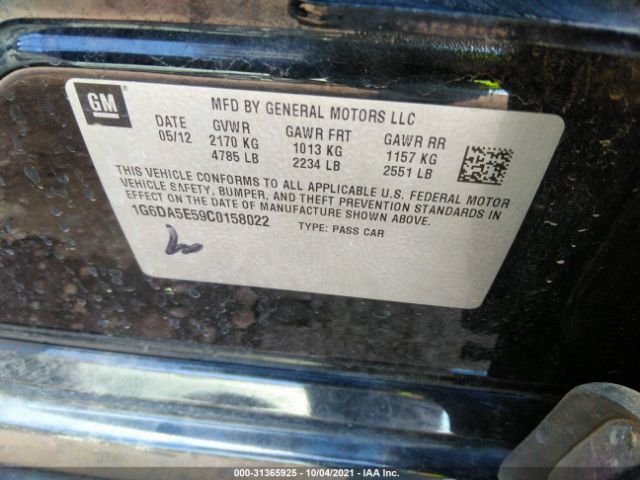 GM
MFD BY GENERAL MOTORS LLC
DATE GVWR GAWR FRT GAWR RR
05/12 2170 KG 1013 KG 1157 KG
4785 LB 2234 LB 2551 LB
THIS VEHICLE CONFORMS TO ALL APPLICABLE U.S. FEDERAL MOTOR
VEHICLE SAFETY, BUMPER, AND THEFT PREVENTION STANDARDS IN
EFFECT ON THE DATE OF MANUFACTURE SHOWN ABOVE.
1G6DA5E59C0158022 TYPE: PASS CAR
000-31365925 - 10/04/2021 - IAA Inc.